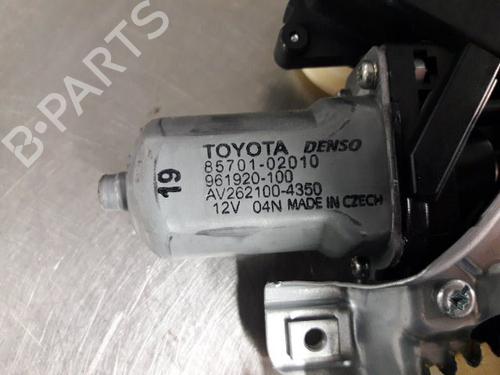 TOYOTA DENSO
85701-02010
961920-100
AV262100-4350
12V 04N MADE IN CZECH
19
B-Parts